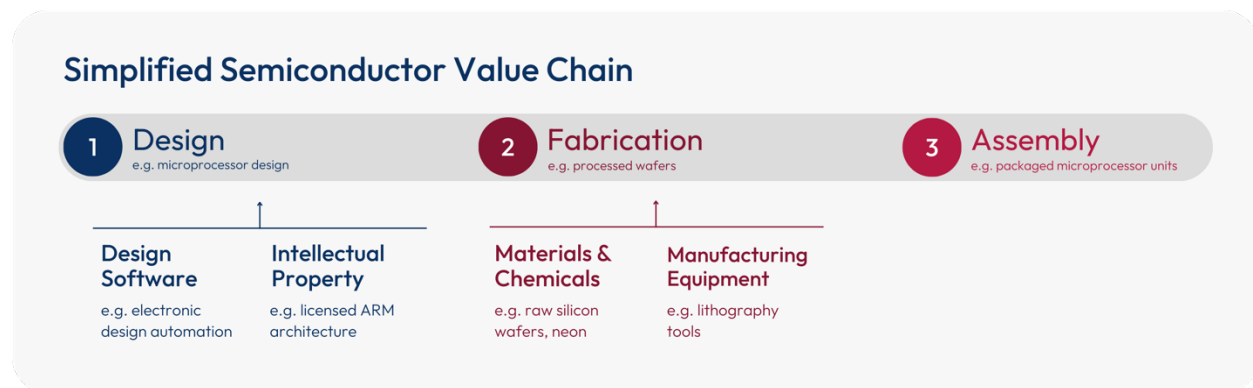 Simplified Semiconductor Value Chain
1
Design
e.g. microprocessor design
2
Fabrication
e.g. processed wafers
3
Assembly
e.g. packaged microprocessor units
Design
Software
e.g. electronic
design automation
Intellectual
Property
e.g. licensed ARM
architecture
Materials &
Chemicals
e.g. raw silicon
wafers, neon
Manufacturing
Equipment
e.g. lithography
tools